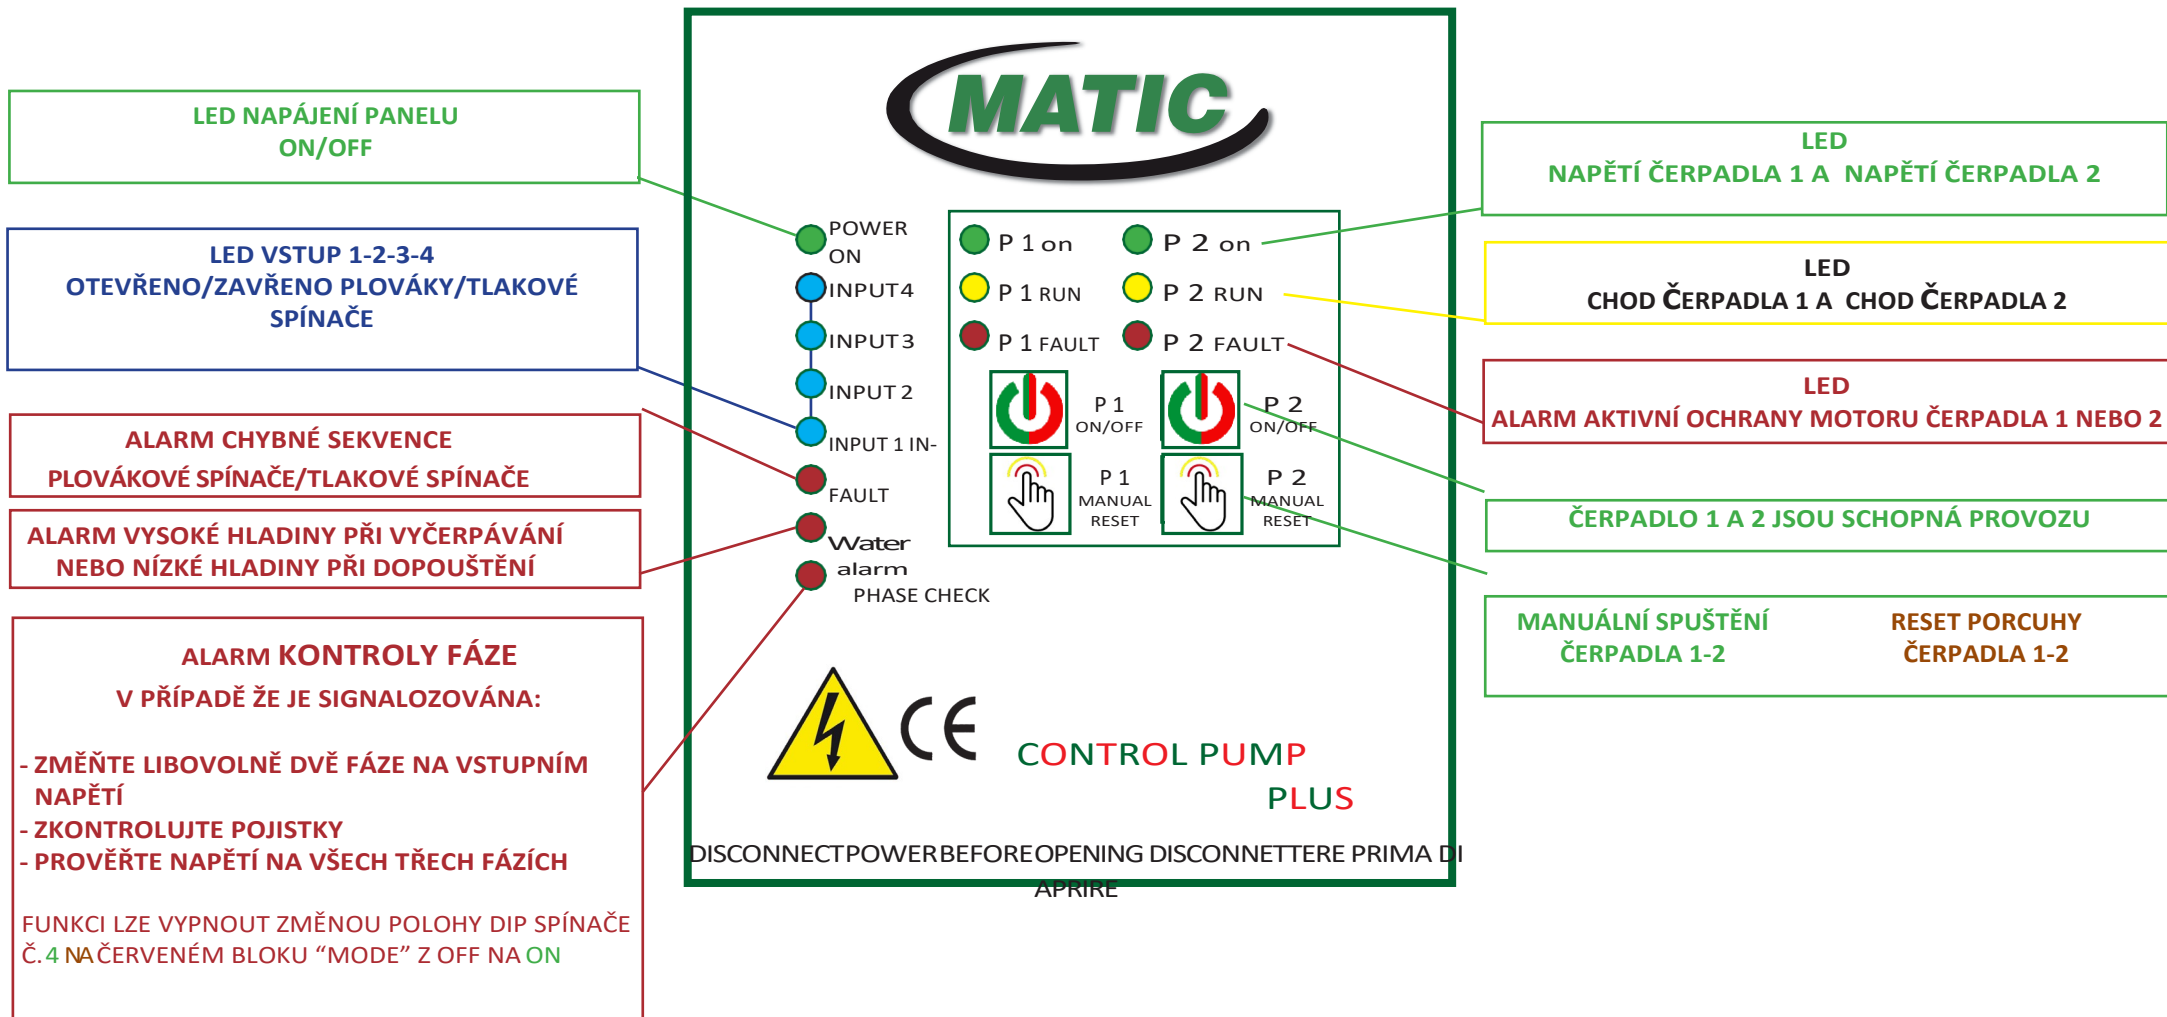 LED NAPÁJENÍ PANELU
ON/OFF
LED VSTUP 1-2-3-4
OTEVŘENO/ZAVŘENO PLOVÁKY/TLAKOVÉ
SPÍNAČE
ALARM CHYBNÉ SEKVENCE
PLOVÁKOVÉ SPÍNAČE/TLAKOVÉ SPÍNAČE
ALARM VYSOKÉ HLADINY PŘI VYČERPÁVÁNÍ
NEBO NÍZKÉ HLADINY PŘI DOPOUŠTĚNÍ
ALARM KONTROLY FÁZE
V PŘÍPADĚ ŽE JE SIGNALOZOVÁNA:
- ZMĚŇTE LIBOVOLNĚ DVĚ FÁZE NA VSTUPNÍM
NAPĚTÍ
- ZKONTROLUJTE POJISTKY
- PROVĚŘTE NAPĚTÍ NA VŠECH TŘECH FÁZÍCH
FUNKCI LZE VYPNOUT ZMĚNOU POLOHY DIP SPÍNAČE
Č.4 NA ČERVENÉM BLOKU “MODE” Z OFF NA ON
MATIC
POWER
ON
INPUT4
INPUT3
INPUT 2
INPUT 1 IN-
FAULT
Water
alarm
PHASE CHECK
P 1 on
P 2 on
P 1 RUN
P 2 RUN
P 1 FAULT
P 2 FAULT
P 1
ON/OFF
P 2
ON/OFF
P 1
MANUAL
RESET
P 2
MANUAL
RESET
CE
CONTROL PUMP
PLUS
DISCONNECTPOWERBEFOREOPENING DISCONNETTERE PRIMA DI
APRIRE
LED
NAPĚTÍ ČERPADLA 1 A NAPĚTÍ ČERPADLA 2
LED
CHOD ČERPADLA 1 A CHOD ČERPADLA 2
LED
ALARM AKTIVNÍ OCHRANY MOTORU ČERPADLA 1 NEBO 2
ČERPADLO 1 A 2 JSOU SCHOPNÁ PROVOZU
MANUÁLNÍ SPUŠTĚNÍ
ČERPADLA 1-2
RESET PORCUHY
ČERPADLA 1-2